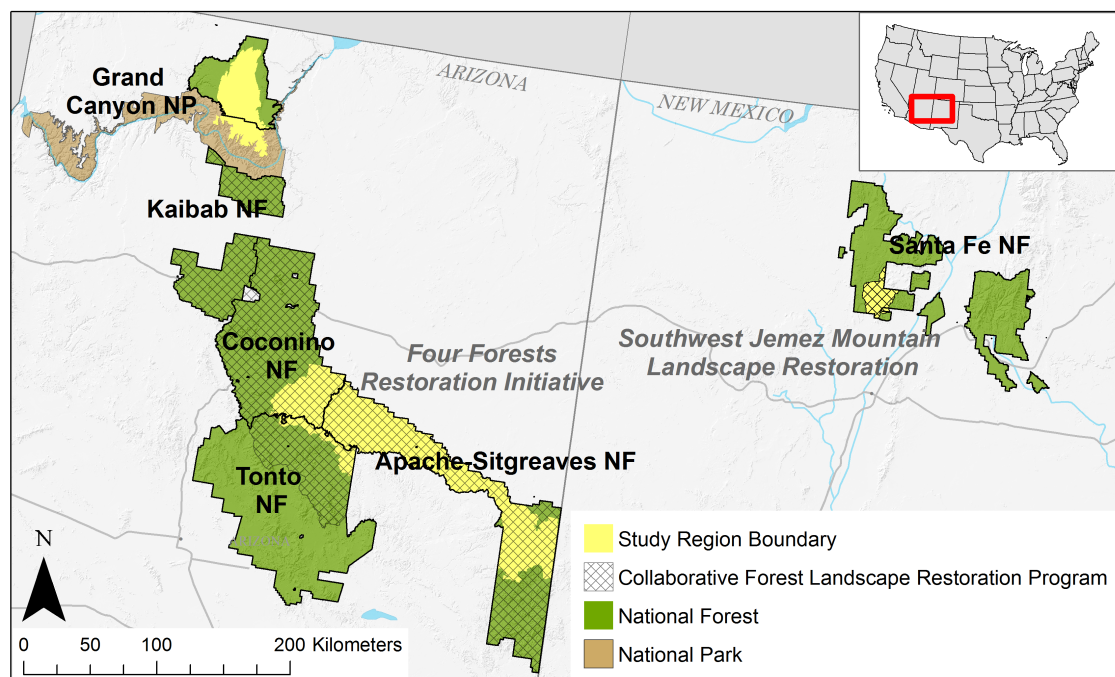 Grand
Canyon NP
ARIZONA
NEW MEXICO
Kaibab NF
Santa Fe NF
Coconino
NF
Four Forests
Restoration Initiative
Southwest Jemez Mountain
Landscape Restoration
Apache-Sitgreaves NF
Tonto
NF
N
0 50 100 200 Kilometers
Study Region Boundary
Collaborative Forest Landscape Restoration Program
National Forest
National Park